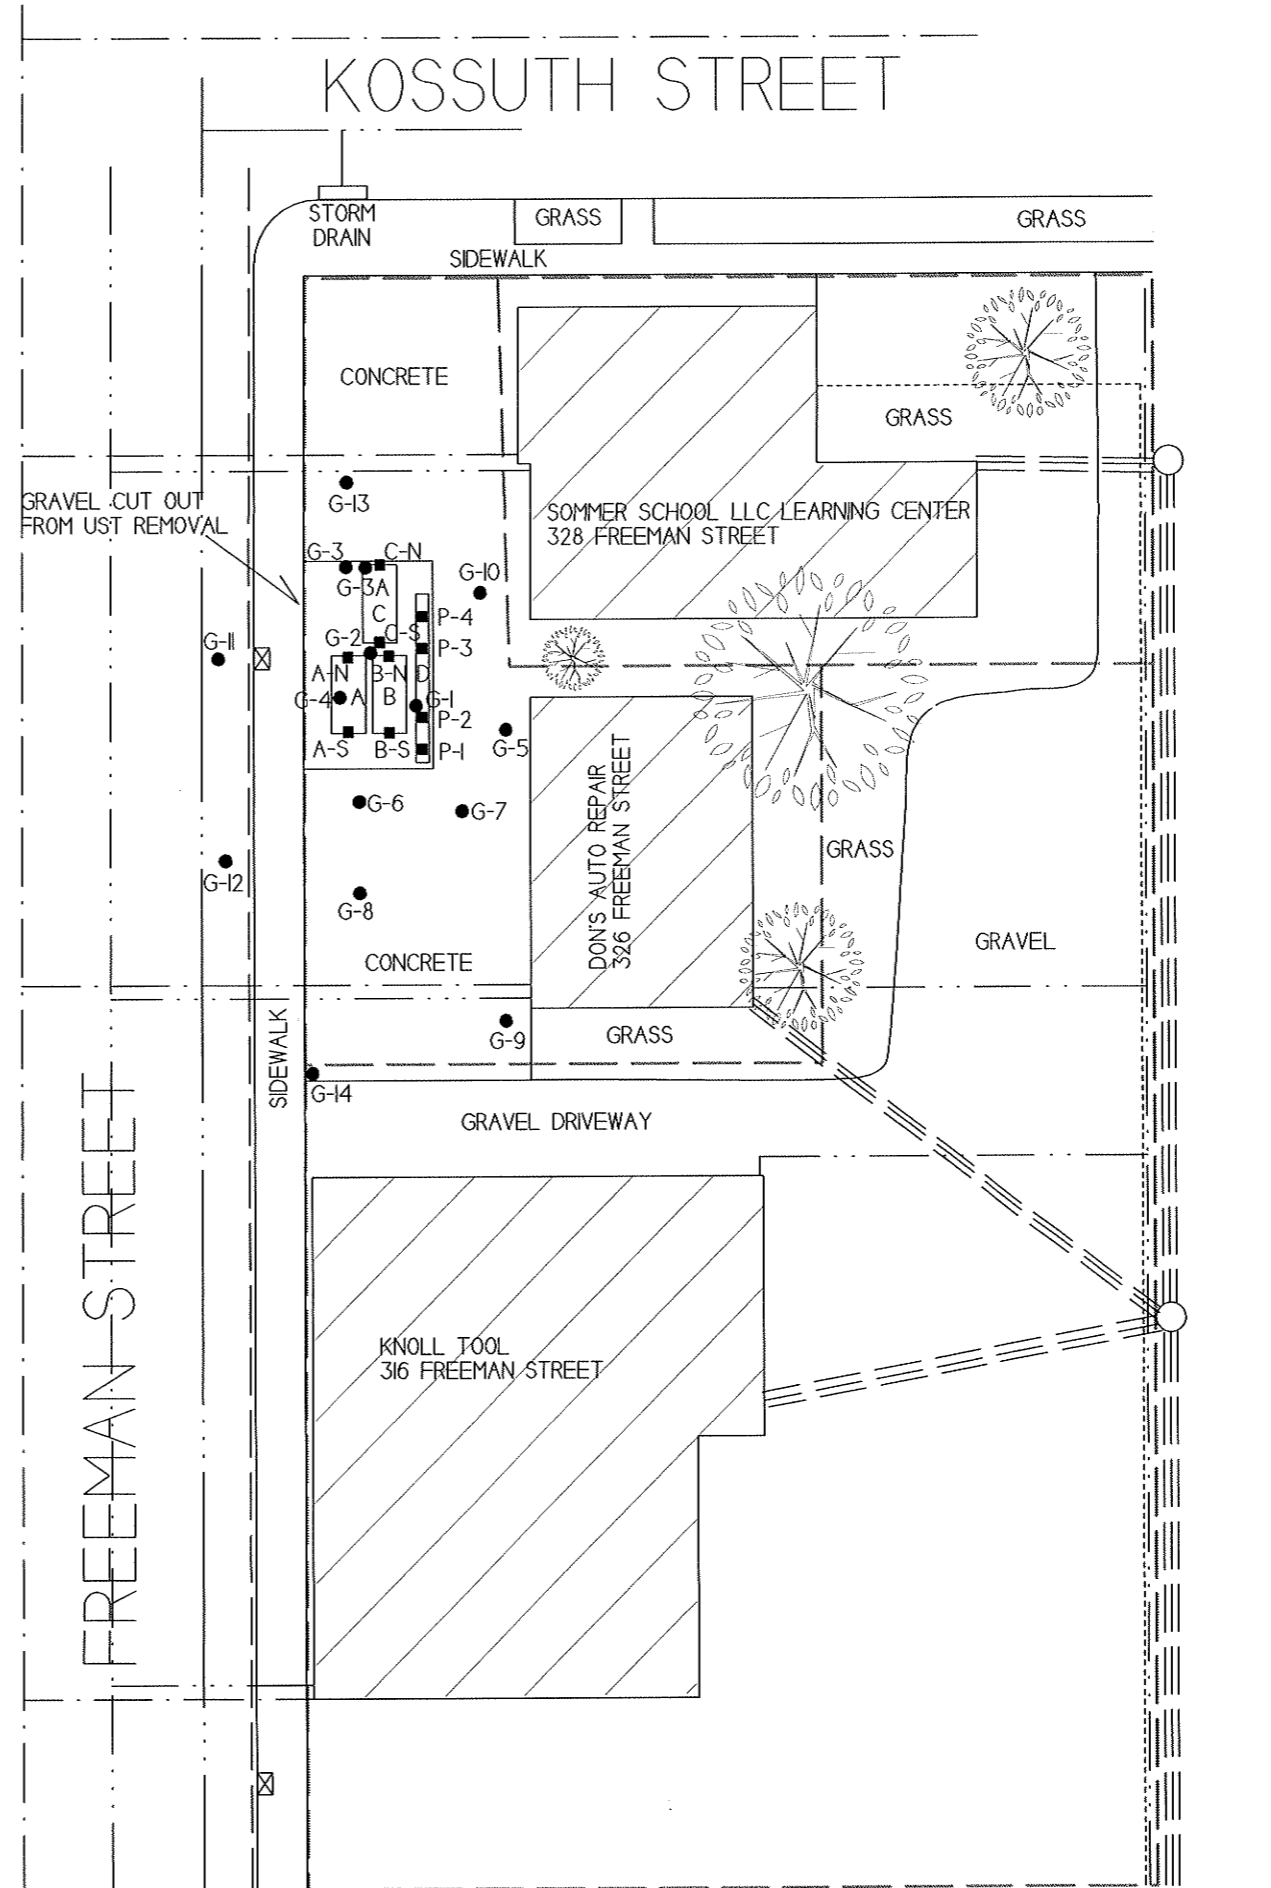 KOSSUTH STREET
STORM
DRAIN
GRASS
GRASS
SIDEWALK
CONCRETE
GRASS
G-13
GRAVEL CUT OUT
FROM UST REMOVAL
SOMMER SCHOOL LLC LEARNING CENTER
328 FREEMAN STREET
G-3
C-N
G-3A
G-10
C
P-4
G-11
G-2
C-S
P-3
A-N
B-N
D
G-4
A
B
G-1
P-2
A-S
B-S
P-1
G-5
G-6
G-7
DON'S AUTO REPAIR
326 FREEMAN STREET
GRASS
G-12
G-8
CONCRETE
GRAVEL
SIDEWALK
G-9
GRASS
G-14
GRAVEL DRIVEWAY
FREEMAN STREET
KNOLL TOOL
316 FREEMAN STREET